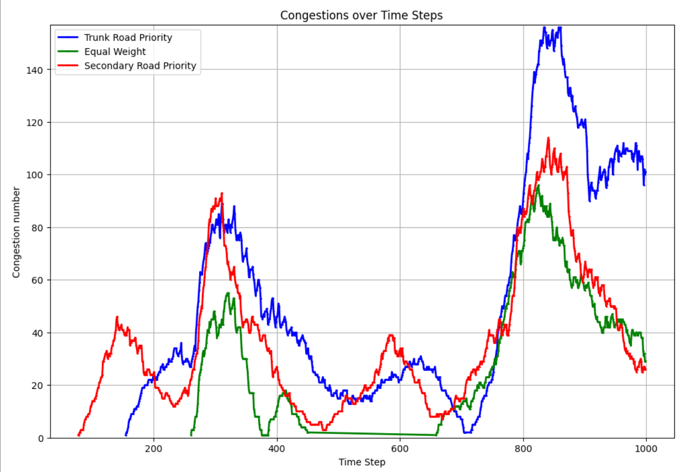 Congestions over Time Steps
Trunk Road Priority
Equal Weight
Secondary Road Priority
Congestion number
140
120
100
80
60
40
20
0
200
400
600
800
1000
Time Step